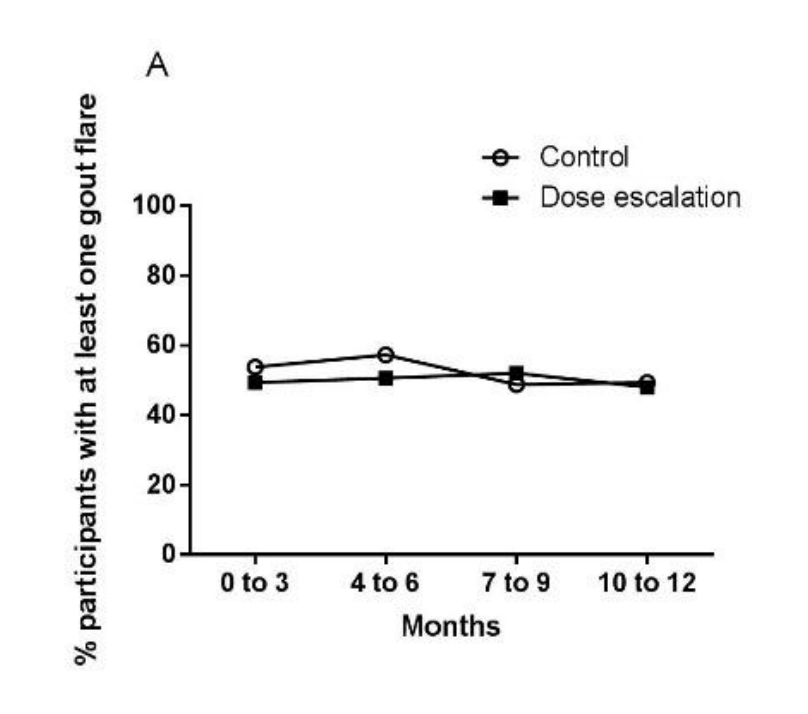 A
% participants with at least one gout flare
Control
Dose escalation
100
80
60
40
20
0
0 to 3 4 to 6 7 to 9 10 to 12
Months